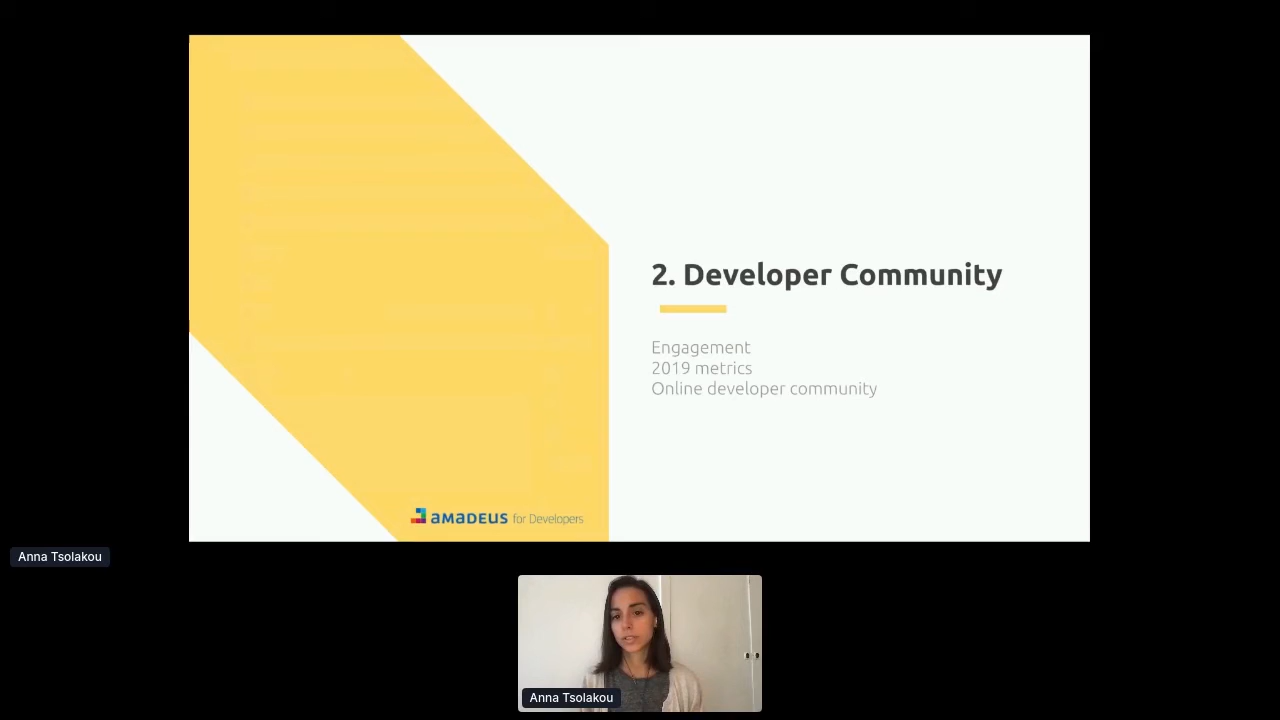 2. Developer Community
Engagement
2019 metrics
Online developer community
amadeus for Developers
Anna Tsolakou
Anna Tsolakou